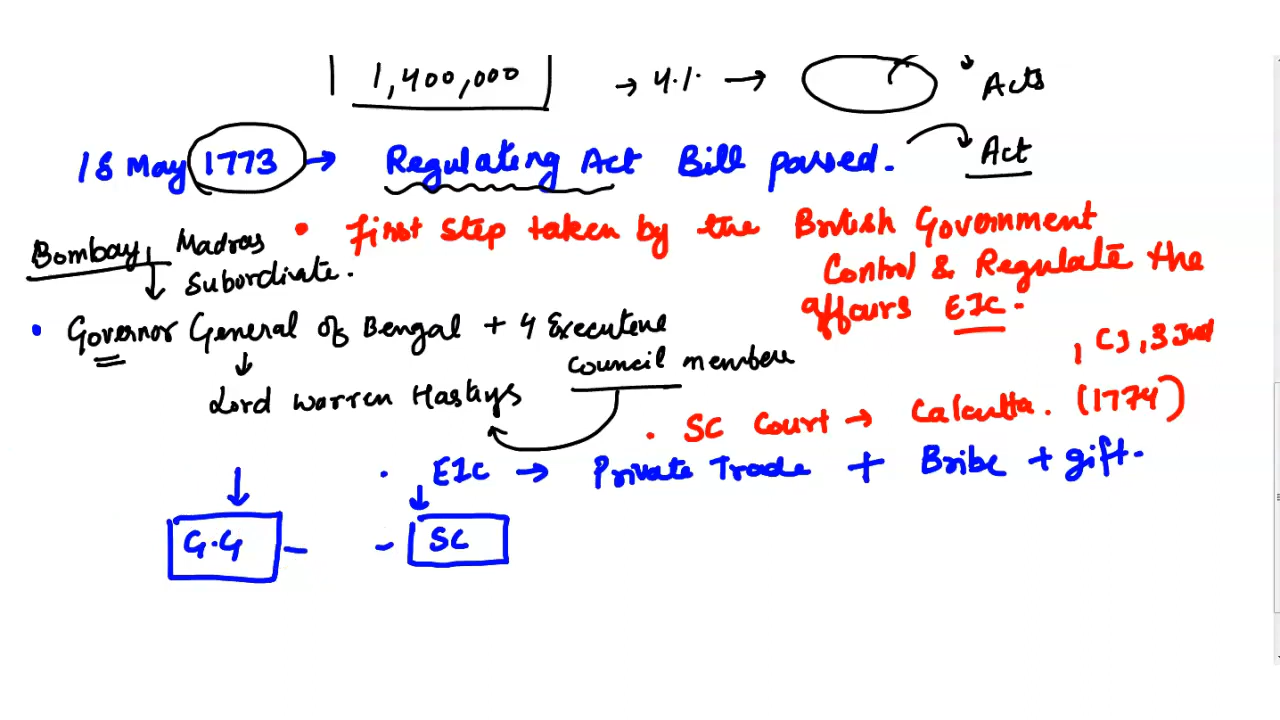 1,400,000 → 4.1. → Acts
18 May 1773 → Regulating Act Bill passed. Act
• First step taken by the British Government
Control & Regulate the
affairs EIC.
Bombay, Madras
Subordinate.
• Governor General of Bengal + 4 Executive
Council members
Lord Warren Hastings
1 CJ, 3 Jud
• SC Court → Calcutta. (1774)
• EIC → Private Trade + Bribe + gift.
G.G - - SC